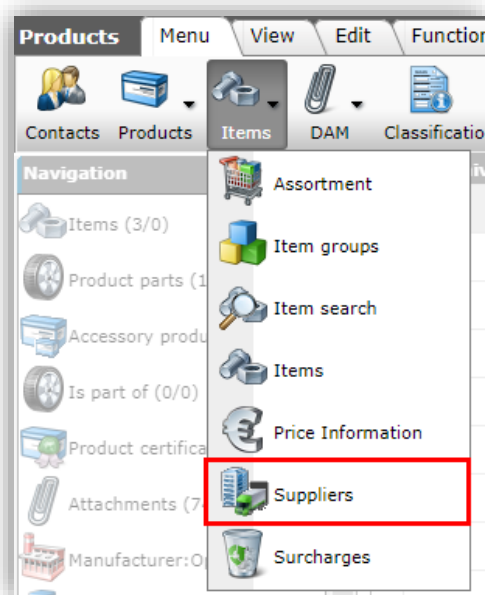 Products Menu View Edit Function
Contacts Products Items DAM Classificatio
Navigation
Assortment
Items (3/0)
Item groups
Product parts (1
Item search
Accessory produ
Items
Is part of (0/0)
Price Information
Product certifica
Suppliers
Attachments (7
Surcharges
Manufacturer:O